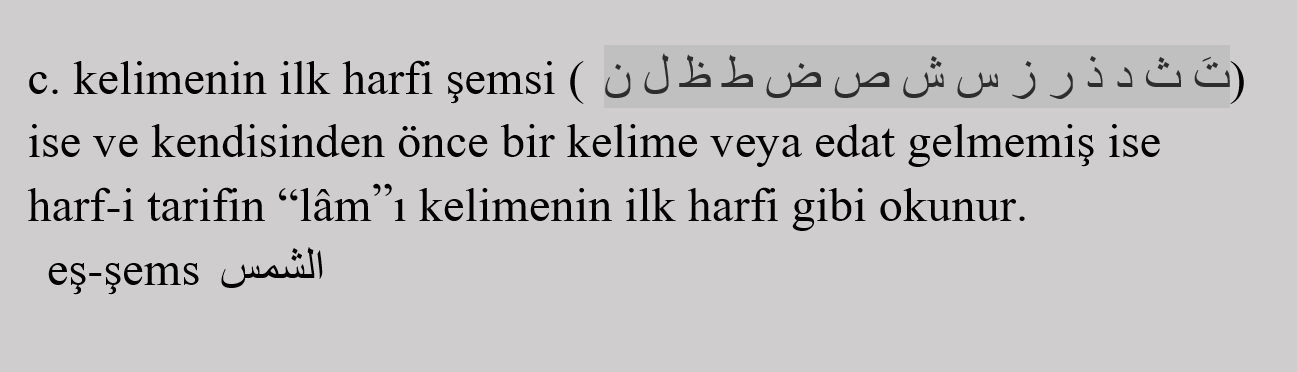 c. kelimenin ilk harfi şemsi ( تَ ث د ذ ر ز س ش ص ض ط ظ ل ن)
ise ve kendisinden önce bir kelime veya edat gelmemiş ise
harf-i tarifin “lâm”ı kelimenin ilk harfi gibi okunur.
eş-şems الشمس